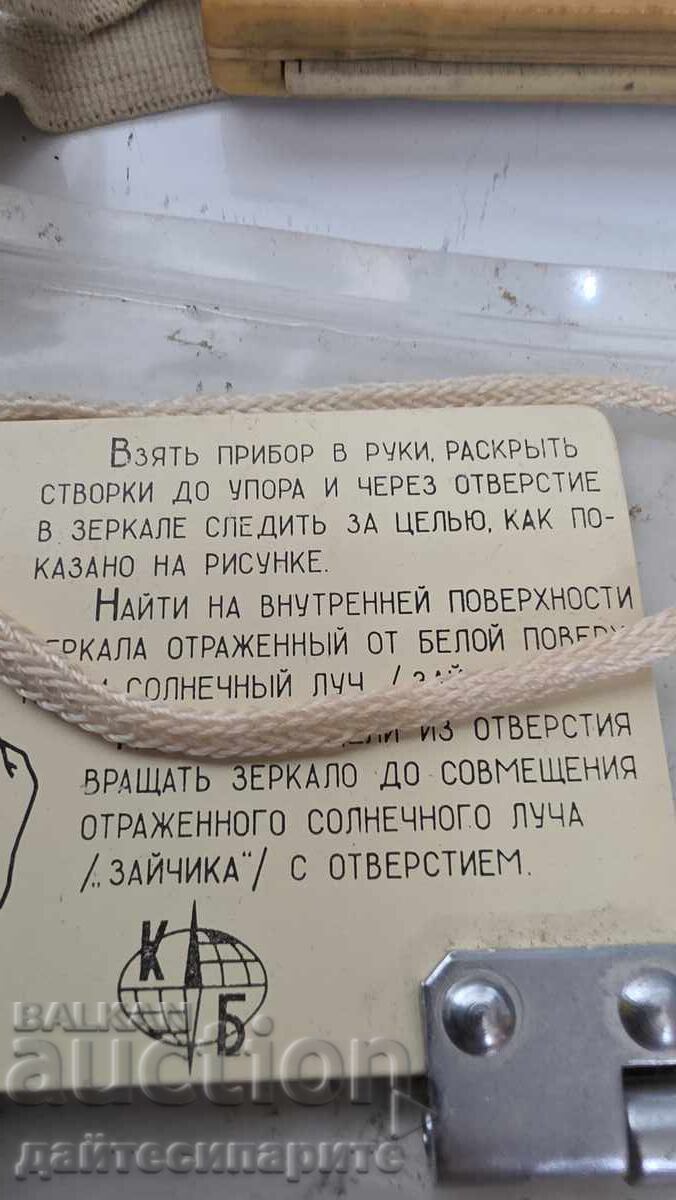 Взять прибор в руки, раскрыть
створки до упора и через отверстие
в зеркале следить за целью, как по-
казано на рисунке.
Найти на внутренней поверхности
отраженный от белой
солнечный луч
из отверстия
вращать зеркало до совмещения
отраженного солнечного луча
/„зайчика"/ с отверстием.
К
Б
BALKAN
auction
дайтесипарите